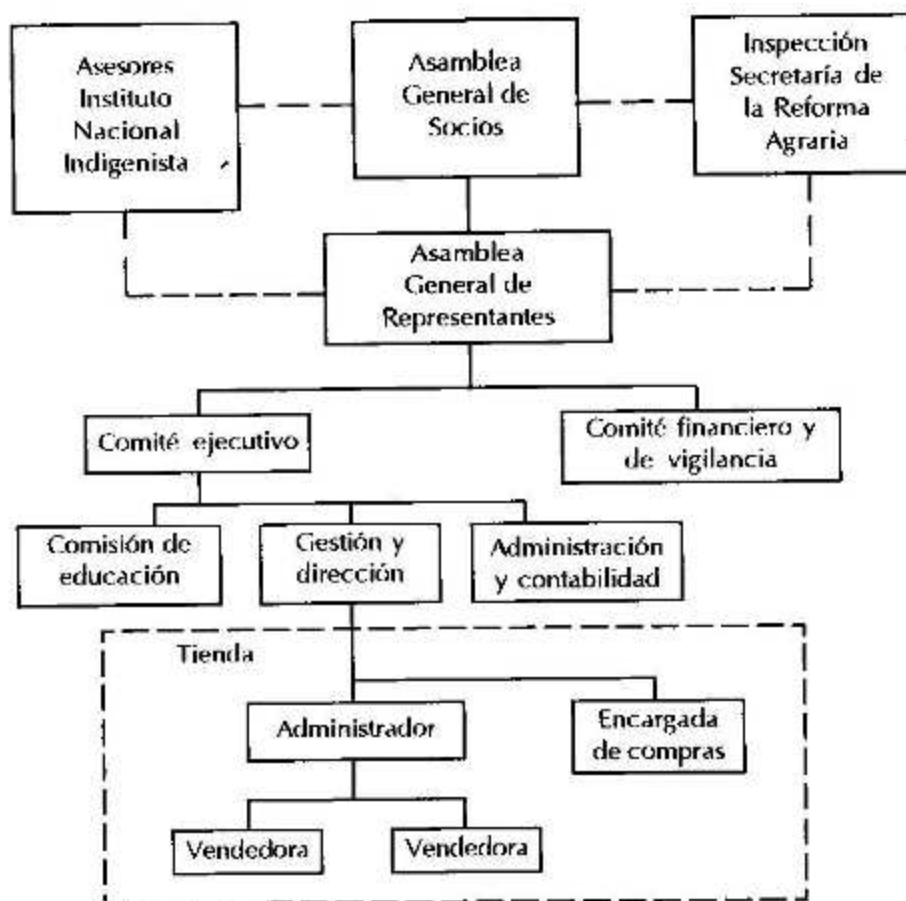 Asesores
Instituto
Nacional
Indigenista
Asamblea
General de
Socios
Inspección
Secretaría de
la Reforma
Agraria
Asamblea
General de
Representantes
Comité ejecutivo
Comité financiero y
de vigilancia
Comisión de
educación
Gestión y
dirección
Administración
y contabilidad
Tienda
Administrador
Encargada
de compras
Vendedora
Vendedora